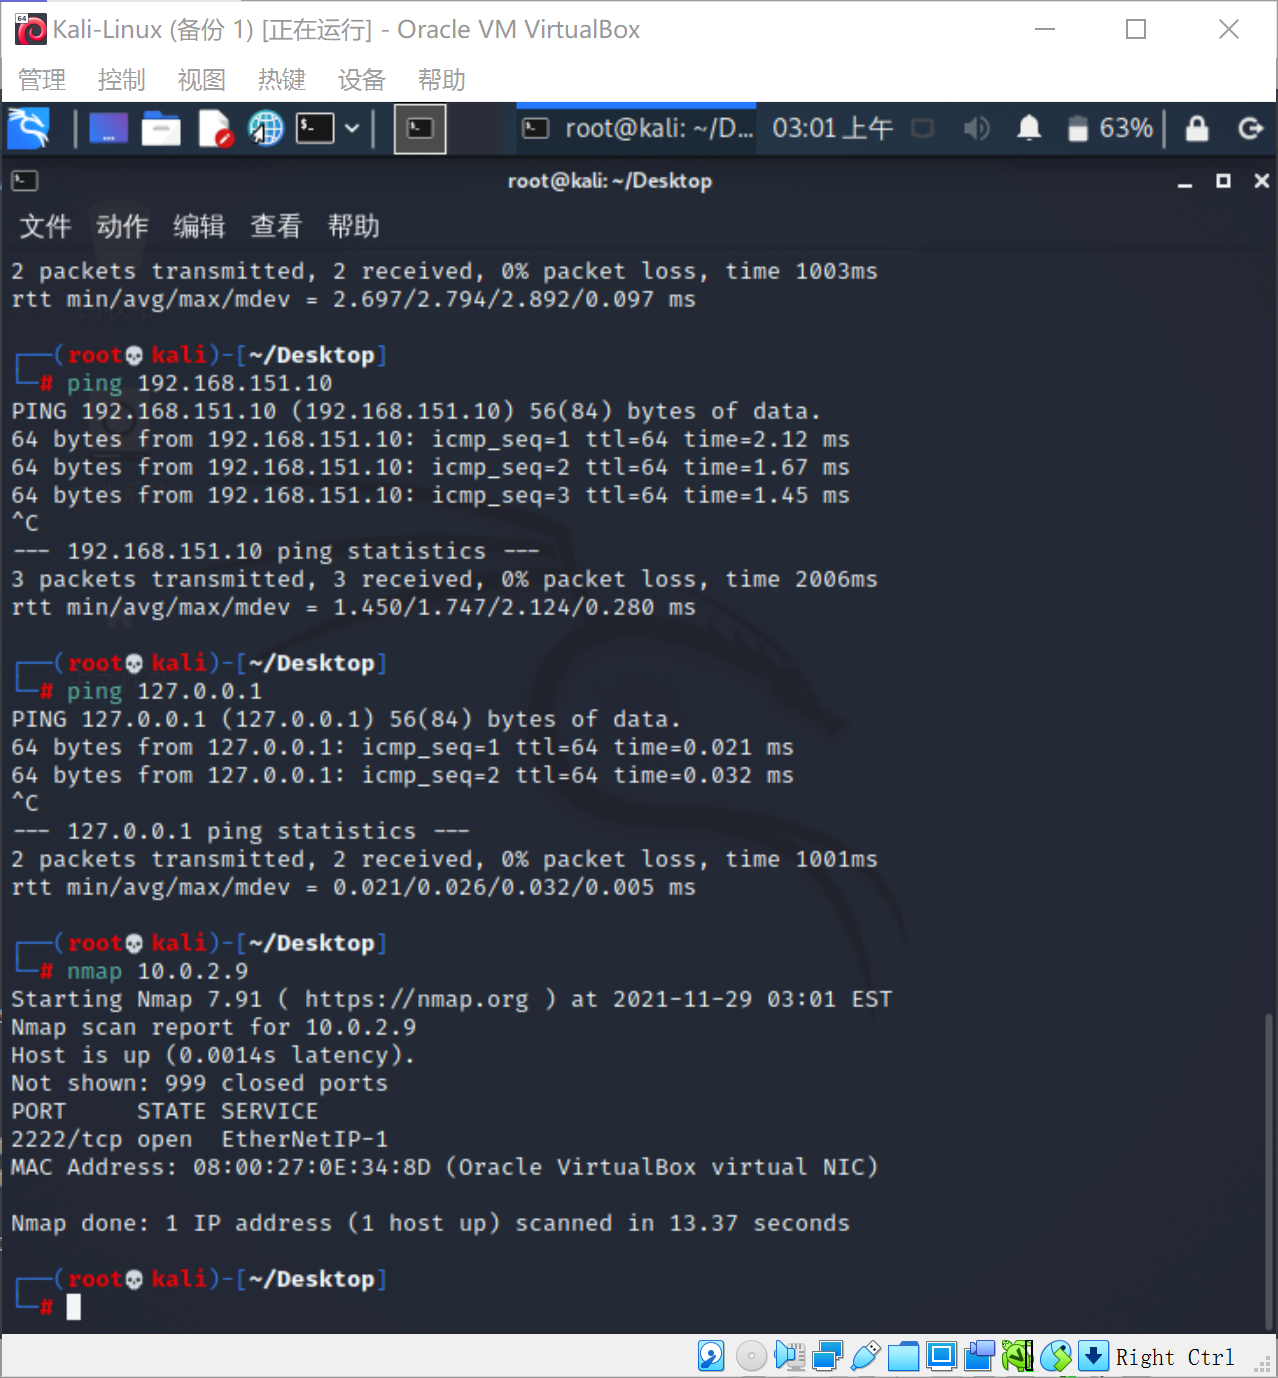 Kali-Linux (备份 1) [正在运行] - Oracle VM VirtualBox
管理 控制 视图 热键 设备 帮助
root@kali: ~/D... 03:01 上午 63%
root@kali: ~/Desktop
文件 动作 编辑 查看 帮助
2 packets transmitted, 2 received, 0% packet loss, time 1003ms
rtt min/avg/max/mdev = 2.697/2.794/2.892/0.097 ms
┌──(root💀kali)-[~/Desktop]
└─# ping 192.168.151.10
PING 192.168.151.10 (192.168.151.10) 56(84) bytes of data.
64 bytes from 192.168.151.10: icmp_seq=1 ttl=64 time=2.12 ms
64 bytes from 192.168.151.10: icmp_seq=2 ttl=64 time=1.67 ms
64 bytes from 192.168.151.10: icmp_seq=3 ttl=64 time=1.45 ms
^C
--- 192.168.151.10 ping statistics ---
3 packets transmitted, 3 received, 0% packet loss, time 2006ms
rtt min/avg/max/mdev = 1.450/1.747/2.124/0.280 ms
┌──(root💀kali)-[~/Desktop]
└─# ping 127.0.0.1
PING 127.0.0.1 (127.0.0.1) 56(84) bytes of data.
64 bytes from 127.0.0.1: icmp_seq=1 ttl=64 time=0.021 ms
64 bytes from 127.0.0.1: icmp_seq=2 ttl=64 time=0.032 ms
^C
--- 127.0.0.1 ping statistics ---
2 packets transmitted, 2 received, 0% packet loss, time 1001ms
rtt min/avg/max/mdev = 0.021/0.026/0.032/0.005 ms
┌──(root💀kali)-[~/Desktop]
└─# nmap 10.0.2.9
Starting Nmap 7.91 ( https://nmap.org ) at 2021-11-29 03:01 EST
Nmap scan report for 10.0.2.9
Host is up (0.0014s latency).
Not shown: 999 closed ports
PORT     STATE SERVICE
2222/tcp open  EtherNetIP-1
MAC Address: 08:00:27:0E:34:8D (Oracle VirtualBox virtual NIC)
Nmap done: 1 IP address (1 host up) scanned in 13.37 seconds
┌──(root💀kali)-[~/Desktop]
└─#
Right Ctrl